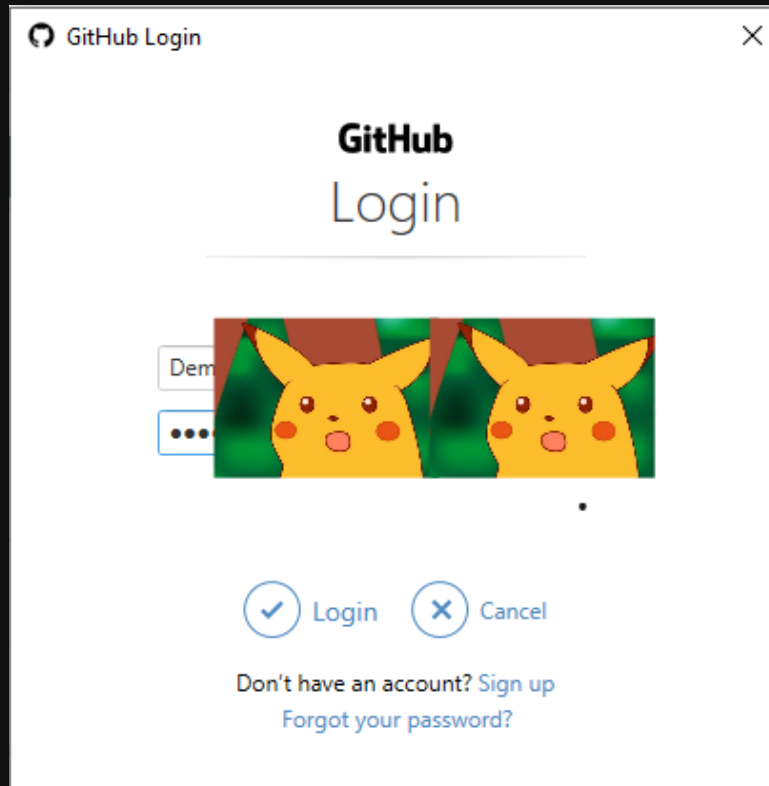 GitHub Login
GitHub
Login
Dem
Login
Cancel
Don't have an account? Sign up
Forgot your password?